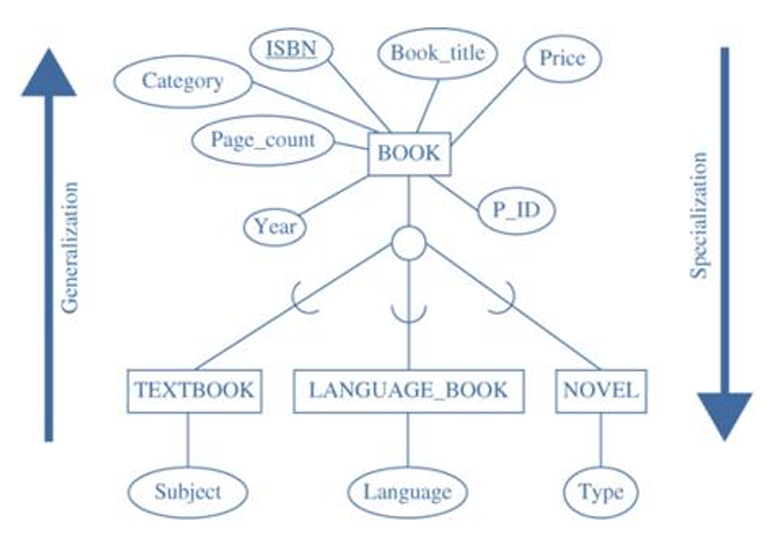 ISBN
Book_title
Price
Category
Page_count
BOOK
Year
P_ID
Generalization
Specialization
TEXTBOOK
LANGUAGE_BOOK
NOVEL
Subject
Language
Type